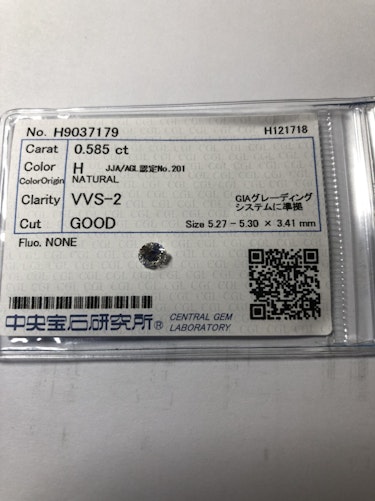 No. H9037179 H121718
Carat 0.585 ct
Color H JJA/AGL認定No.201
ColorOrigin NATURAL
Clarity VVS-2 GIAグレーディング
システムに準拠
Cut GOOD Size 5.27 - 5.30 × 3.41 mm
Fluo. NONE
中央宝石研究所® CENTRAL GEM
LABORATORY